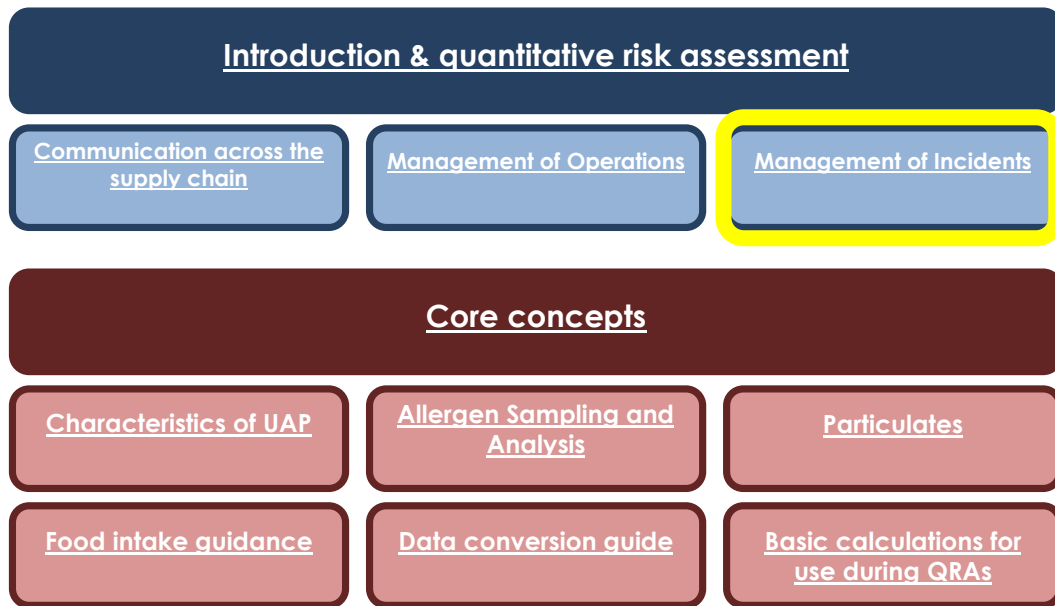 Introduction & quantitative risk assessment
Communication across the
supply chain
Management of Operations
Management of Incidents
Core concepts
Characteristics of UAP
Allergen Sampling and
Analysis
Particulates
Food intake guidance
Data conversion guide
Basic calculations for
use during QRAs